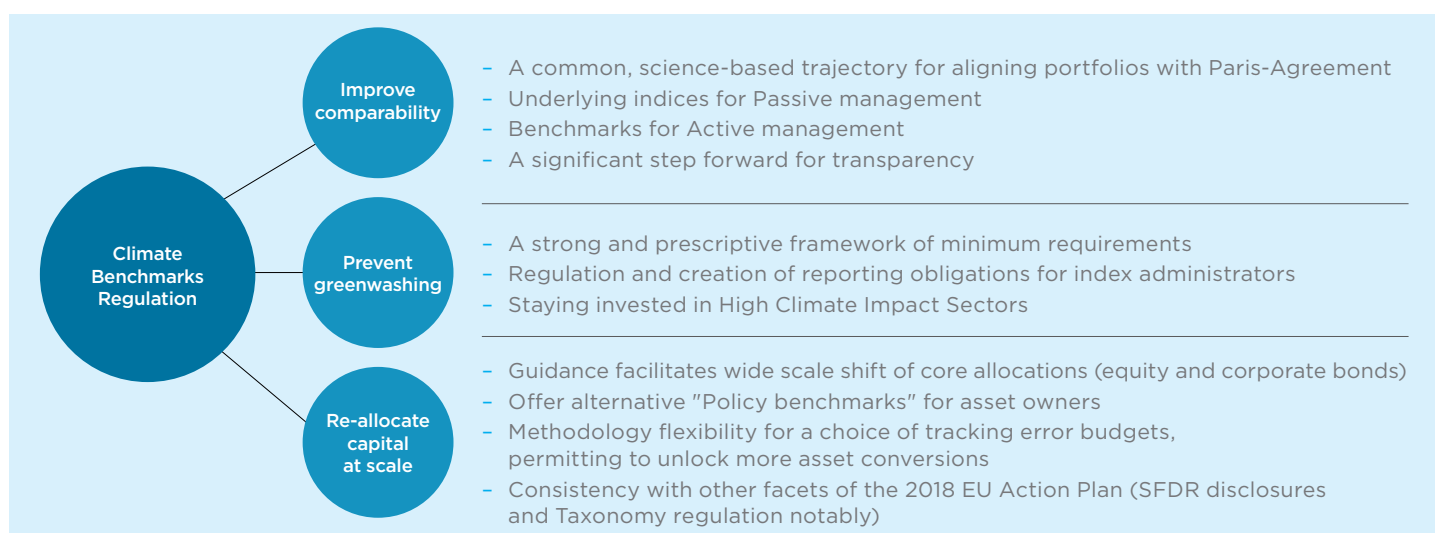 Climate
Benchmarks
Regulation
Improve
comparability
– A common, science-based trajectory for aligning portfolios with Paris-Agreement
– Underlying indices for Passive management
– Benchmarks for Active management
– A significant step forward for transparency
Prevent
greenwashing
– A strong and prescriptive framework of minimum requirements
– Regulation and creation of reporting obligations for index administrators
– Staying invested in High Climate Impact Sectors
Re-allocate
capital
at scale
– Guidance facilitates wide scale shift of core allocations (equity and corporate bonds)
– Offer alternative "Policy benchmarks" for asset owners
– Methodology flexibility for a choice of tracking error budgets,
permitting to unlock more asset conversions
– Consistency with other facets of the 2018 EU Action Plan (SFDR disclosures
and Taxonomy regulation notably)